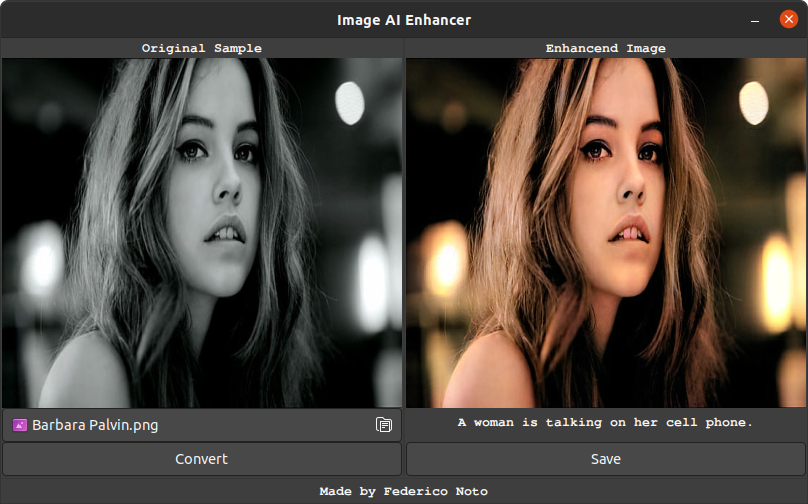 Image AI Enhancer
Original Sample
Enhancend Image
Barbara Palvin.png
A woman is talking on her cell phone.
Convert
Save
Made by Federico Noto